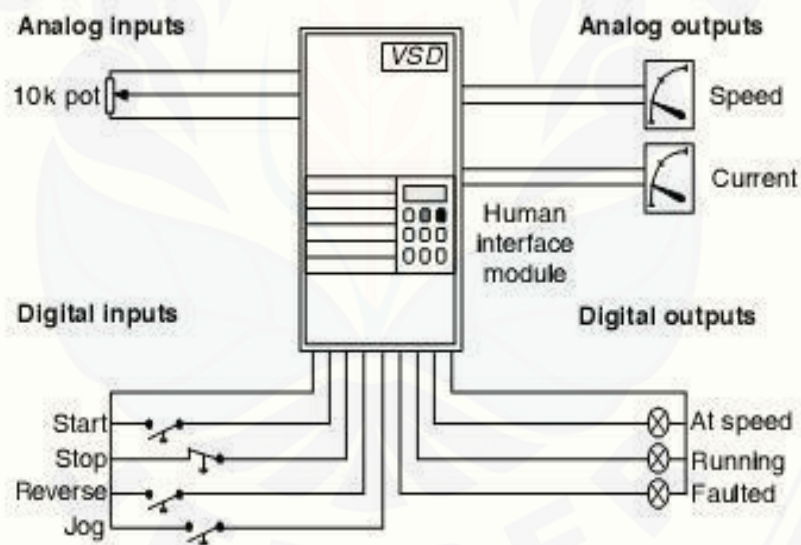 Analog inputs
Analog outputs
VSD
10k pot
Speed
Current
Human
interface
module
Digital inputs
Digital outputs
Start
At speed
Stop
Running
Reverse
Faulted
Jog